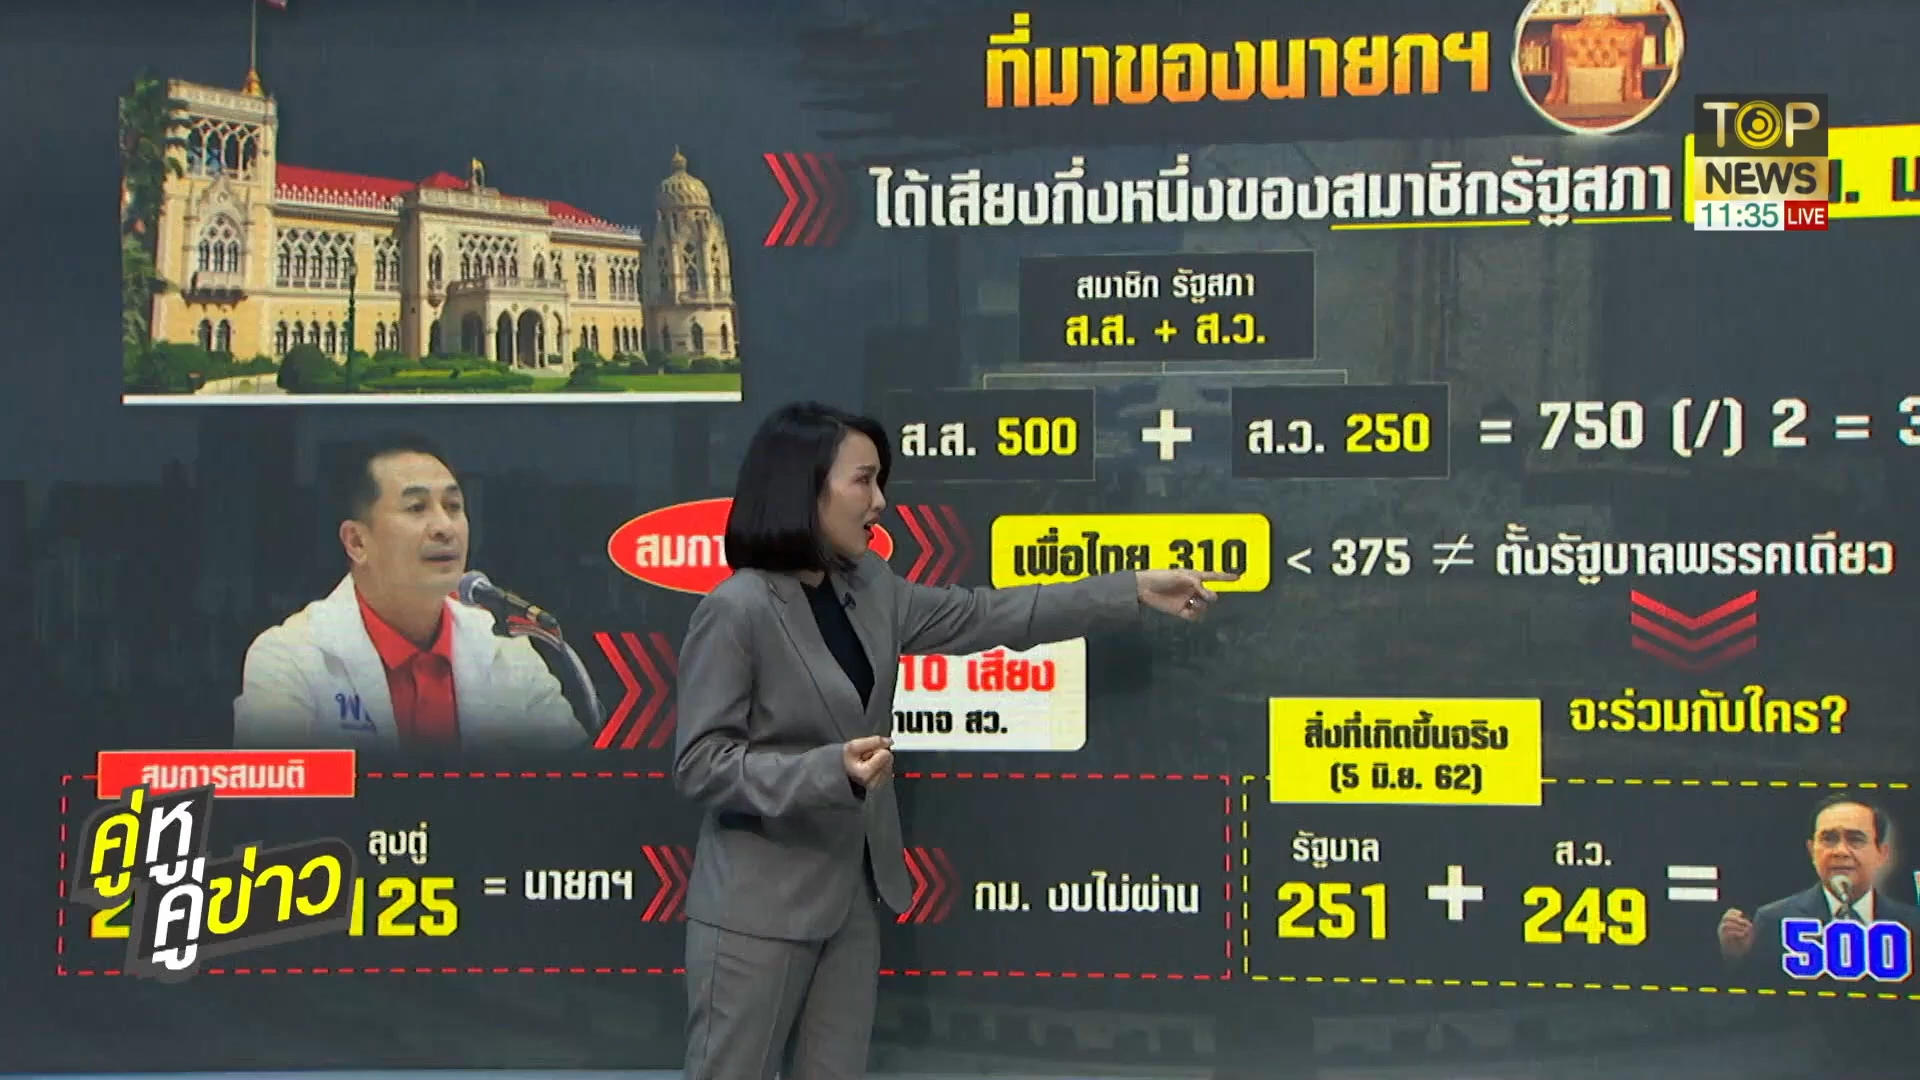 ที่มาของนายกฯ
TOP
NEWS
11:35 LIVE
ได้เสียงกึ่งหนึ่งของสมาชิกรัฐสภา
สมาชิก รัฐสภา
ส.ส. + ส.ว.
ส.ส. 500 + ส.ว. 250 = 750 (/) 2 = 3
เพื่อไทย 310 < 375 ≠ ตั้งรัฐบาลพรรคเดียว
10 เสียง
สว.
จะร่วมกับใคร?
สิ่งที่เกิดขึ้นจริง
(5 มิ.ย. 62)
สมการสมมติ
ลุงตู่
125 = นายกฯ
กม. งบไม่ผ่าน
รัฐบาล
251 +
ส.ว.
249 =
500
คู่หู
คู่ข่าว